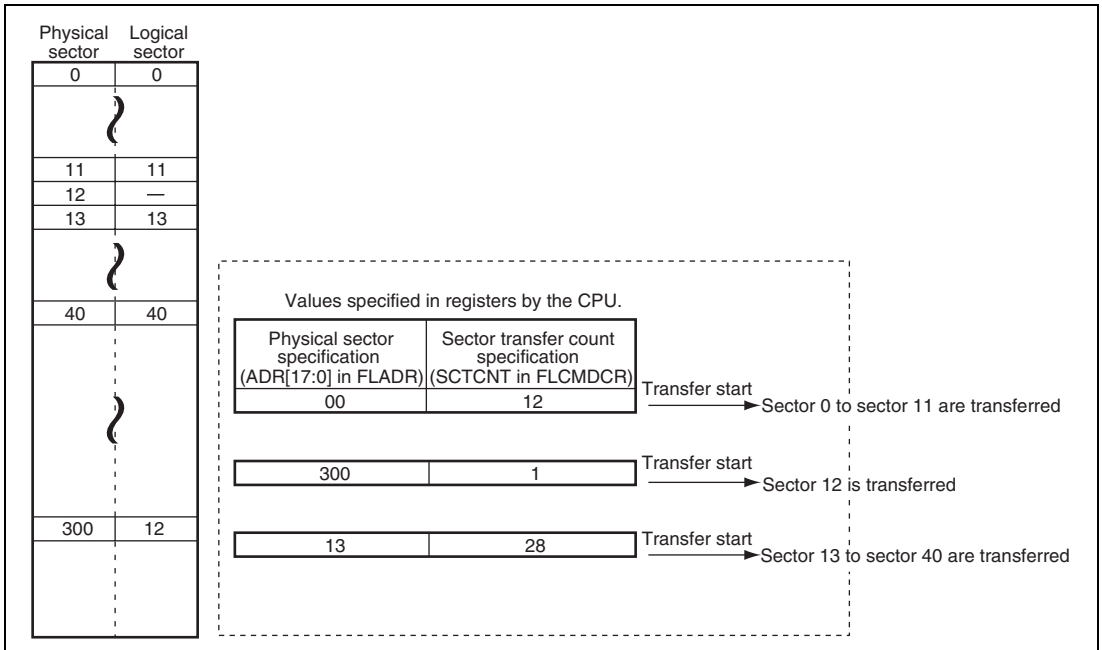 Physical sector Logical sector
0 0
11 11
12 —
13 13
40 40
300 12
Values specified in registers by the CPU.
Physical sector specification (ADR[17:0] in FLADR) Sector transfer count specification (SCTCNT in FLCMDCR)
00 12
Transfer start
Sector 0 to sector 11 are transferred
300 1
Transfer start
Sector 12 is transferred
13 28
Transfer start
Sector 13 to sector 40 are transferred